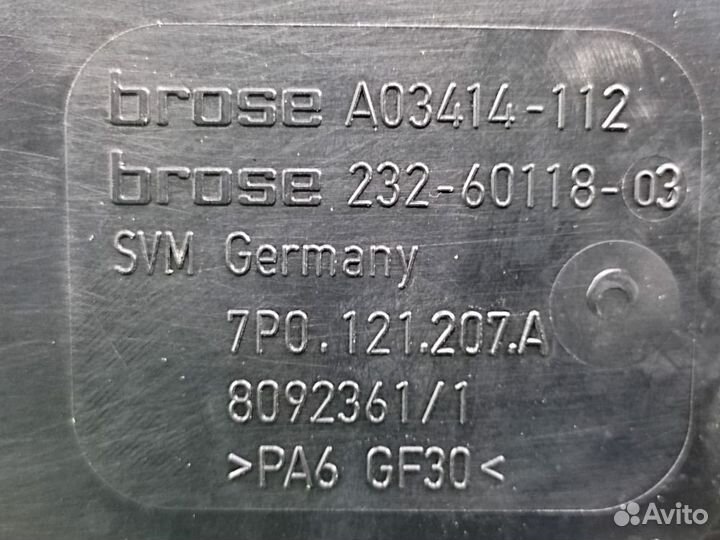 brose A03414-112
brose 232-60118-03
SVM Germany
7P0.121.207.A
8092361/1
>PA6 GF30<
Avito